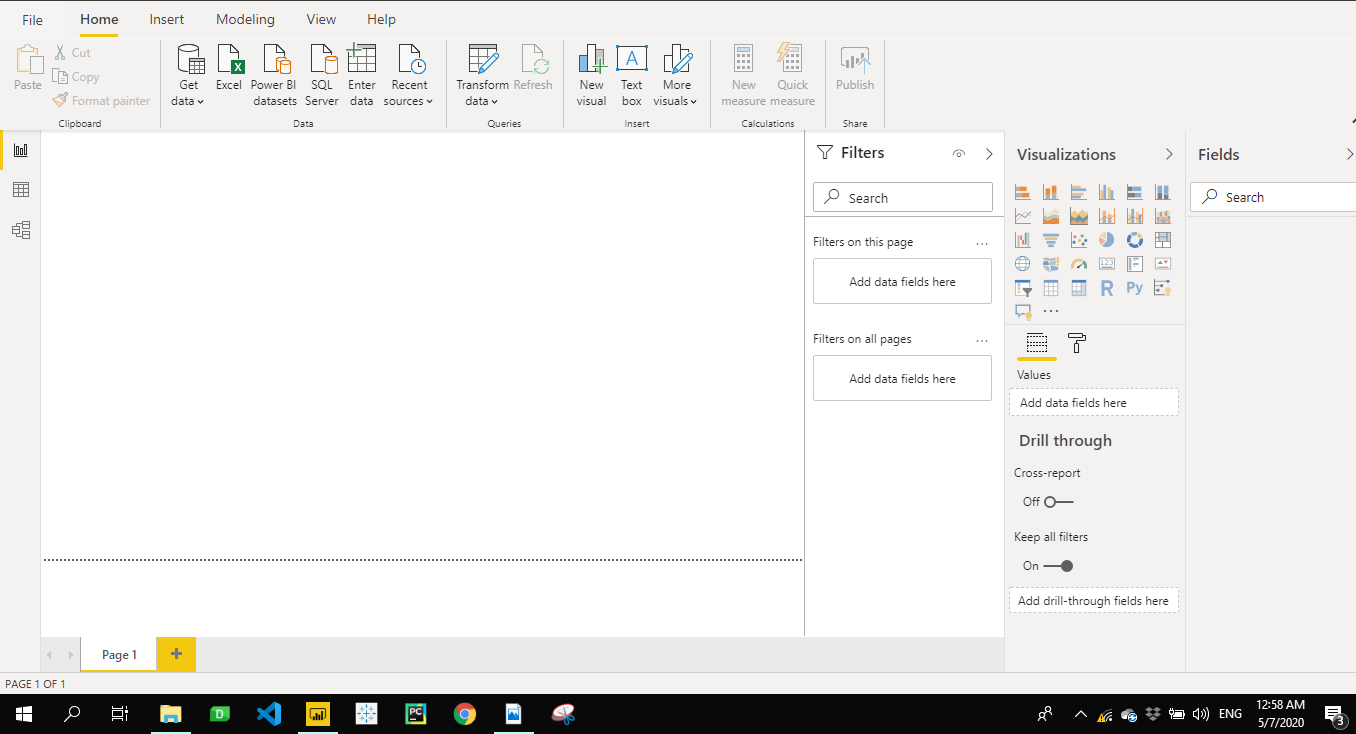 File Home Insert Modeling View Help
Paste
Cut
Copy
Format painter
Clipboard
Get data
Excel
Power BI datasets
SQL Server
Enter data
Recent sources
Data
Transform data
Refresh
Queries
New visual
Text box
More visuals
Insert
New measure
Quick measure
Calculations
Publish
Share
A
Filters
Search
Filters on this page
...
Add data fields here
Filters on all pages
...
Add data fields here
Visualizations
123
R
Py
...
Values
Add data fields here
Drill through
Cross-report
Off
Keep all filters
On
Add drill-through fields here
Fields
Search
Page 1
+
PAGE 1 OF 1
D
PC
ENG
12:58 AM
5/7/2020
3